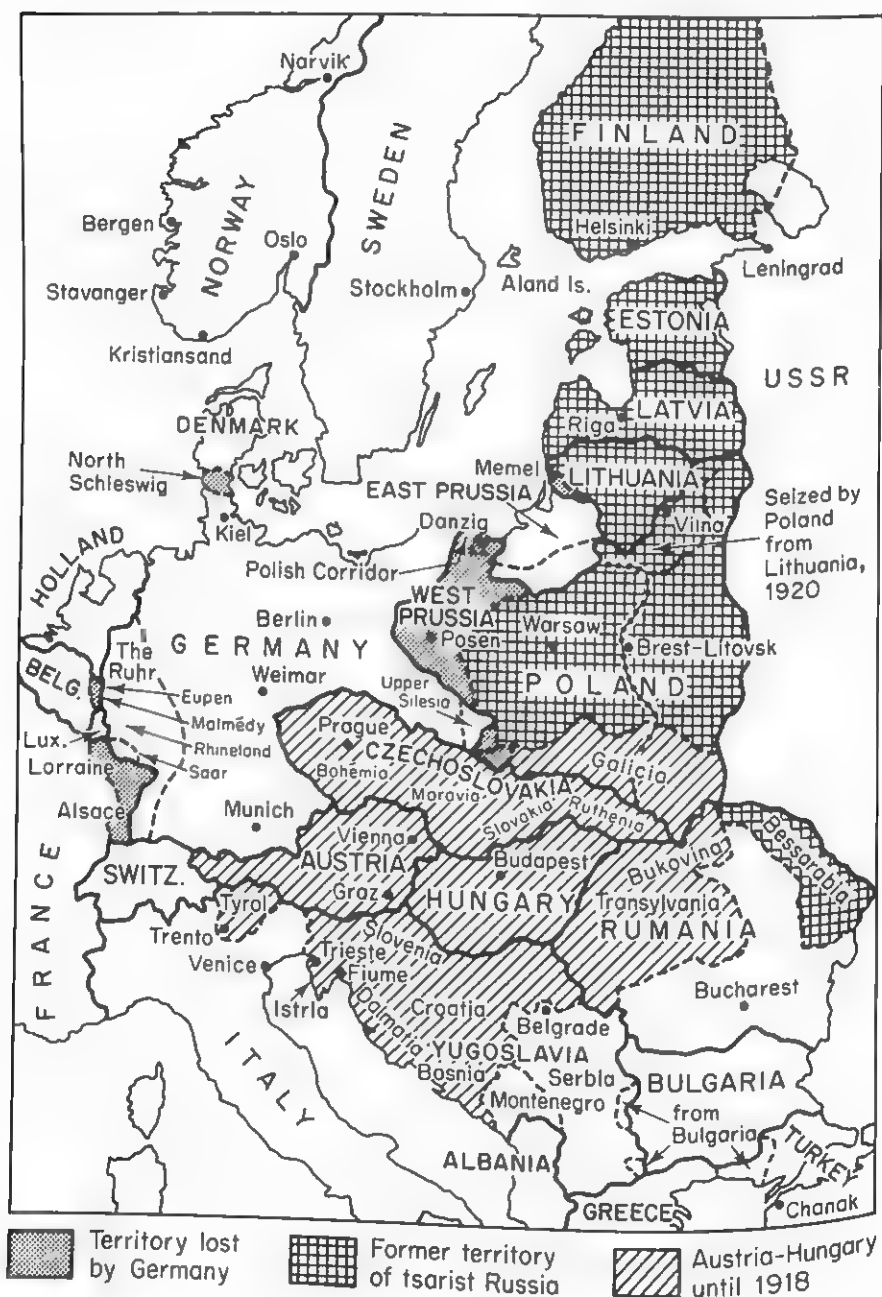 Narvik
FINLAND
SWEDEN
NORWAY
Bergen
Oslo
Helsinki
Leningrad
Stavanger
Stockholm
Aland Is.
Kristiansand
ESTONIA
USSR
DENMARK
LATVIA
Riga
North
Schleswig
Memel
LITHUANIA
EAST PRUSSIA
Vilna
Seized by
Poland
from
Lithuania,
1920
Danzig
Kiel
HOLLAND
Polish Corridor
Berlin
WEST
PRUSSIA
Posen
Warsaw
Brest-Litovsk
GERMANY
The
Ruhr
BELG.
Eupen
Weimar
Upper
Silesia
POLAND
Malmédy
Lux.
Rhineland
Prague
Lorraine
Saar
CZECHOSLOVAKIA
Bohemia
Moravia
Galicia
Slovakia
Ruthenia
Alsace
Munich
Vienna
AUSTRIA
Budapest
Bukovina
Bessarabia
FRANCE
SWITZ.
Graz
HUNGARY
Transylvania
RUMANIA
Tyrol
Trento
Slovenia
Trieste
Venice
Fiume
Istria
Croatia
Bucharest
Dalmatia
Belgrade
YUGOSLAVIA
ITALY
Bosnia
Serbia
BULGARIA
Montenegro
from
Bulgaria
TURKEY
ALBANIA
GREECE
Chanak
Territory lost
by Germany
Former territory
of tsarist Russia
Austria-Hungary
until 1918